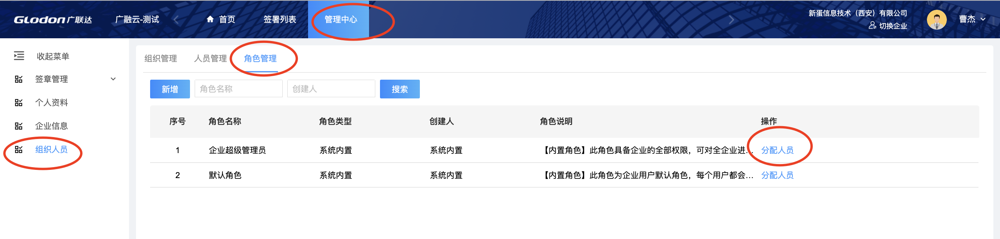 GLodon广联达 广融云-测试 首页 签署列表 管理中心
新蛋信息技术（西安）有限公司
切换企业
曹杰
收起菜单
签章管理
个人资料
企业信息
组织人员
组织管理 人员管理 角色管理
新增 角色名称 创建人 搜索
序号 角色名称 角色类型 创建人 角色说明 操作
1 企业超级管理员 系统内置 系统内置 【内置角色】此角色具备企业的全部权限，可对全企业进... 分配人员
2 默认角色 系统内置 系统内置 【内置角色】此角色为企业用户默认角色，每个用户都会... 分配人员